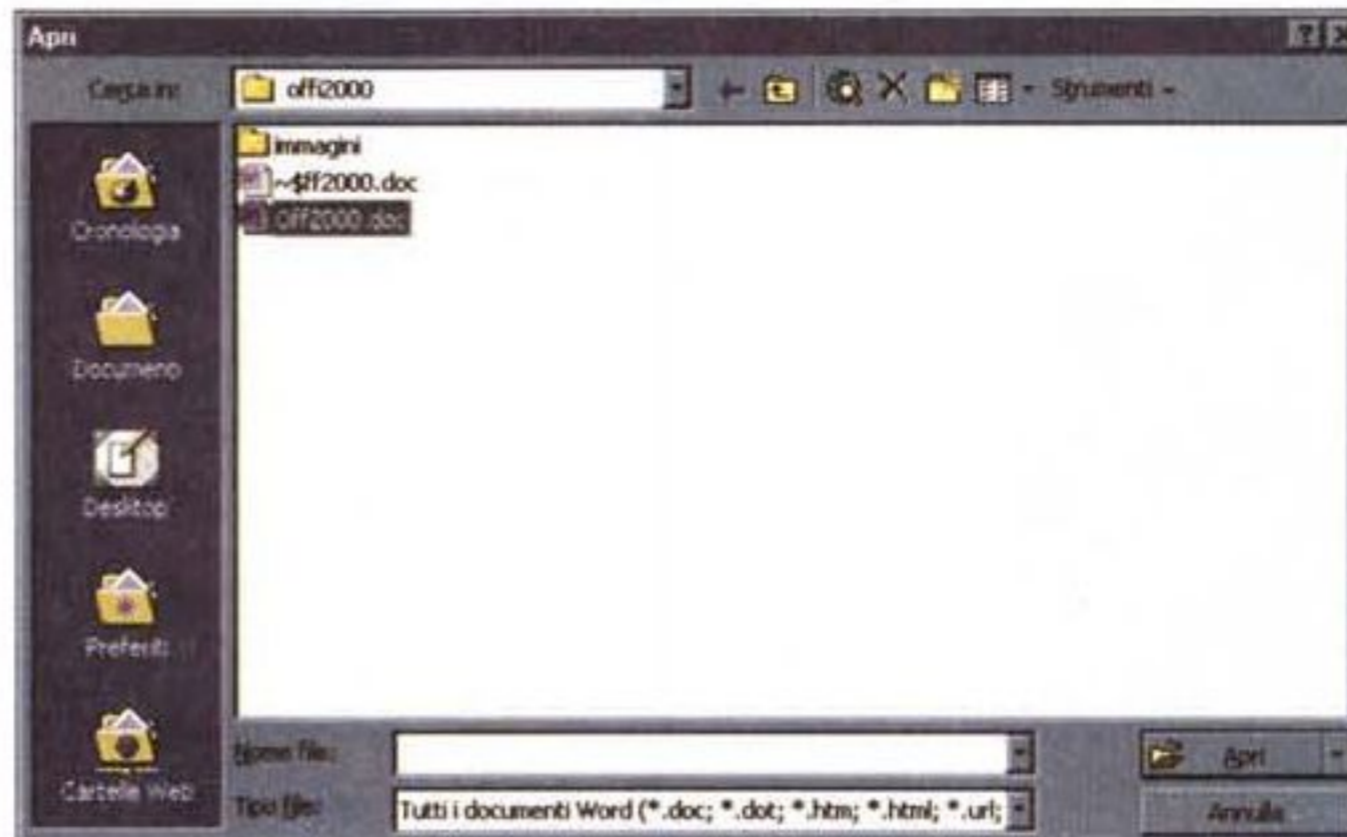 Apri
Cerca in: offi2000 Strumenti
immagini
~$ff2000.doc
Off2000.doc
Cronologia
Documenti
Desktop
Preferiti
Cartelle Web
Nome file:
Tipo file: Tutti i documenti Word (*.doc; *.dot; *.htm; *.html; *.url;
Apri
Annulla